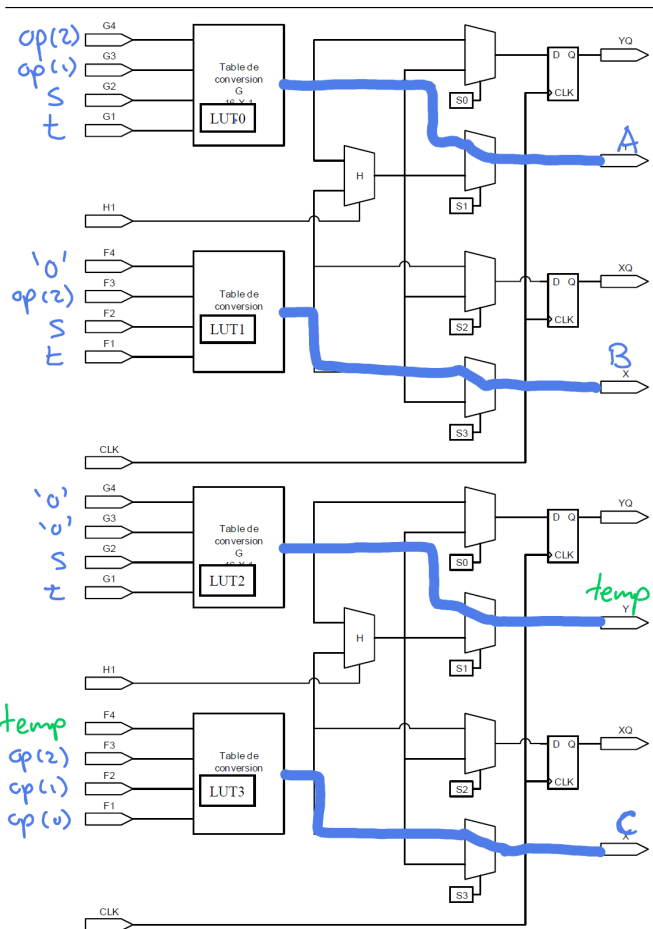 op(2) G4
op(1) G3
S G2
t G1
Table de
conversion
G
16 X 1
LUT0
S0
D Q
CLK
YQ
A
H
S1
H1
'0' F4
op(2) F3
S F2
t F1
Table de
conversion
LUT1
S2
D Q
CLK
XQ
B
X
S3
CLK
'0' G4
'0' G3
S G2
t G1
Table de
conversion
G
16 X 1
LUT2
S0
D Q
CLK
YQ
temp
Y
H
S1
H1
temp F4
op(2) F3
op(1) F2
op(0) F1
Table de
conversion
LUT3
S2
D Q
CLK
XQ
C
X
S3
CLK